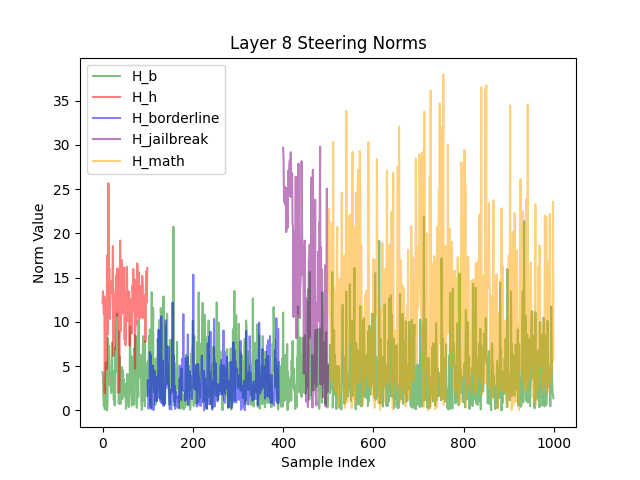 Layer 8 Steering Norms
H_b
H_h
H_borderline
H_jailbreak
H_math
Norm Value
35
30
25
20
15
10
5
0
0
200
400
600
800
1000
Sample Index